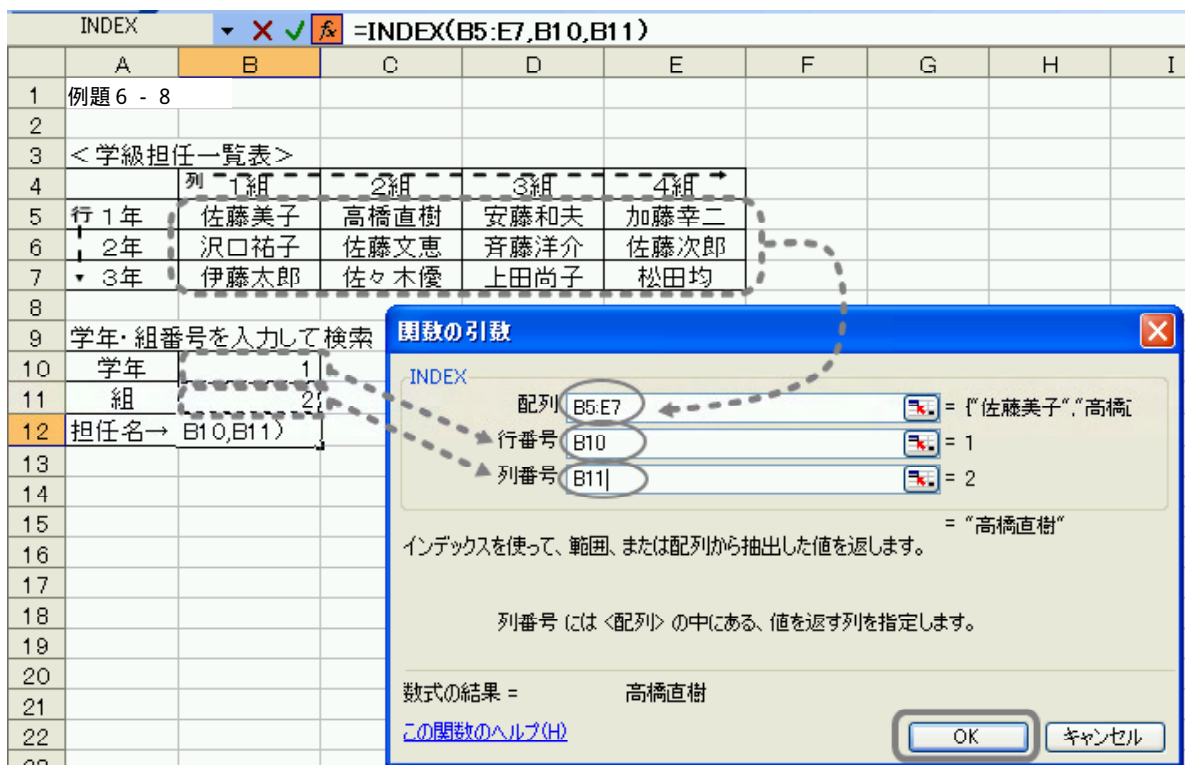 INDEX =INDEX(B5:E7,B10,B11)
A B C D E F G H I
1 例題6-8
2
3 <学級担任一覧表>
4 列 1組 2組 3組 4組
5 行 1年 佐藤美子 高橋直樹 安藤和夫 加藤幸二
6 2年 沢口祐子 佐藤文恵 斉藤洋介 佐藤次郎
7 3年 伊藤太郎 佐々木優 上田尚子 松田均
8
9 学年・組番号を入力して検索
10 学年 1
11 組 2
12 担任名→ B10,B11)
13
14
15
16
17
18
19
20
21
22
関数の引数
INDEX
配列 B5:E7 = {"佐藤美子","高橋
行番号 B10 = 1
列番号 B11 = 2
= "高橋直樹"
インデックスを使って、範囲、または配列から抽出した値を返します。
列番号 には <配列> の中にある、値を返す列を指定します。
数式の結果 = 高橋直樹
この関数のヘルプ(H)
OK キャンセル